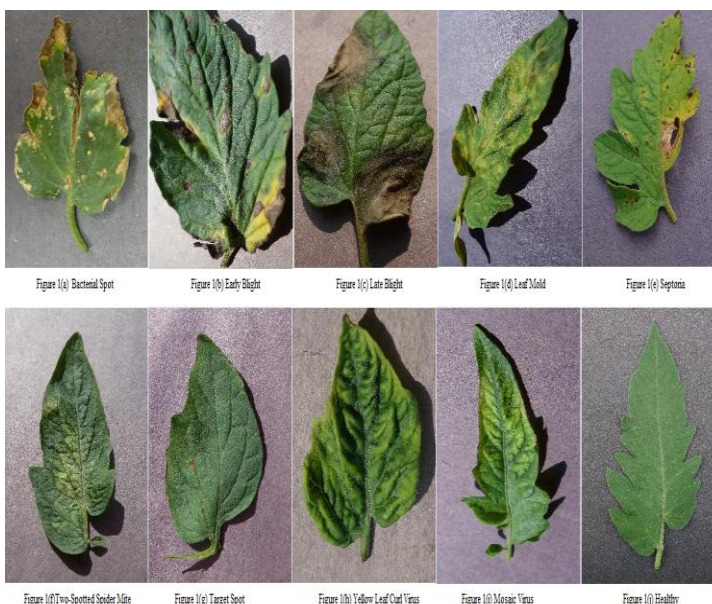 Figure 1(a) Bacterial Spot
Figure 1(b) Early Blight
Figure 1(c) Late Blight
Figure 1(d) Leaf Mold
Figure 1(e) Septoria
Figure 1(f)Two-Spotted Spider Mite
Figure 1(g) Target Spot
Figure 1(h) Yellow Leaf Curl Virus
Figure 1(i) Mosaic Virus
Figure 1(j) Healthy